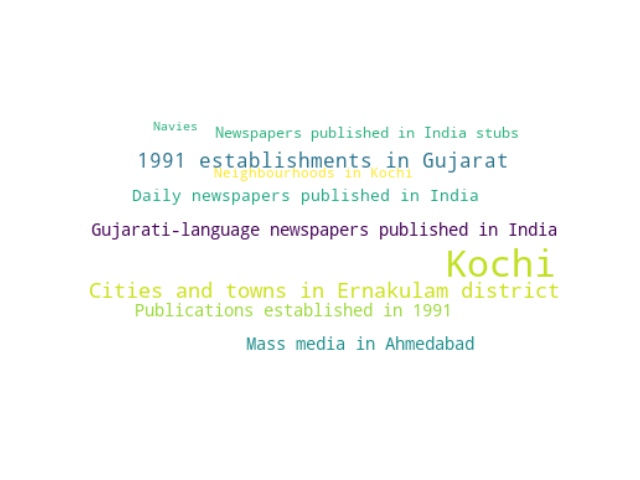 Navies
Newspapers published in India stubs
1991 establishments in Gujarat
Neighbourhoods in Kochi
Daily newspapers published in India
Gujarati-language newspapers published in India
Kochi
Cities and towns in Ernakulam district
Publications established in 1991
Mass media in Ahmedabad